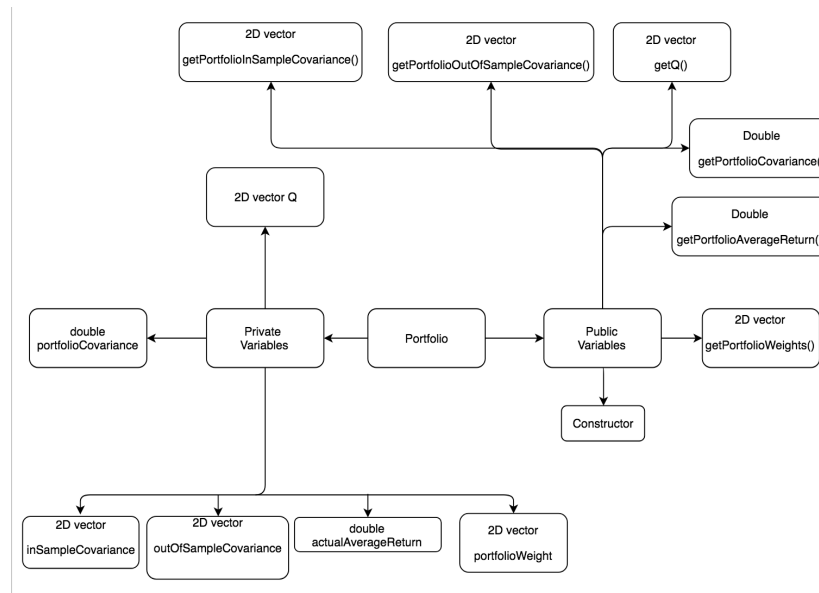 2D vector
getPortfolioInSampleCovariance()
2D vector
getPortfolioOutOfSampleCovariance()
2D vector
getQ()
Double
getPortfolioCovariance(
2D vector Q
Double
getPortfolioAverageReturn()
double
portfolioCovariance
Private
Variables
Portfolio
Public
Variables
2D vector
getPortfolioWeights()
Constructor
2D vector
inSampleCovariance
2D vector
outOfSampleCovariance
double
actualAverageReturn
2D vector
portfolioWeight